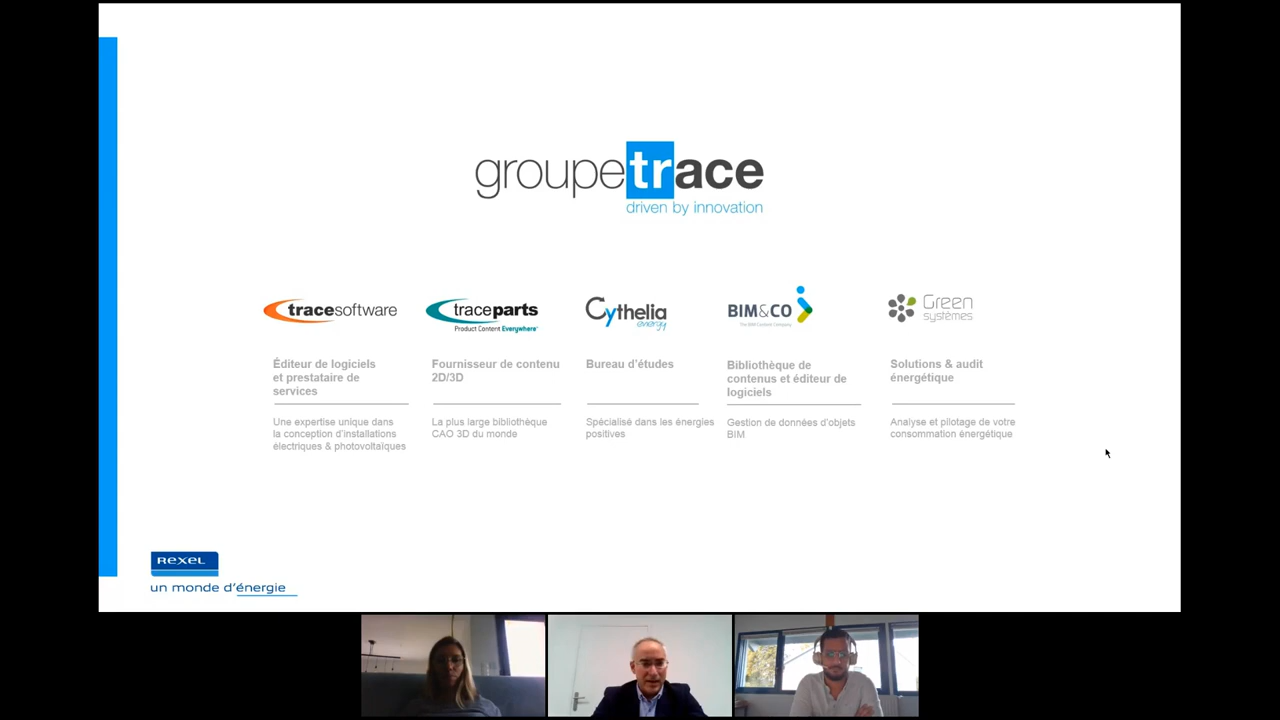 groupetrace
driven by innovation
tracesoftware
traceparts
Product Content Everywhere
Cythelia
energy
BIM&CO
The BIM Content Company
Green
systèmes
Éditeur de logiciels
et prestataire de
services
Une expertise unique dans
la conception d'installations
électriques & photovoltaïques
Fournisseur de contenu
2D/3D
La plus large bibliothèque
CAO 3D du monde
Bureau d'études
Spécialisé dans les énergies
positives
Bibliothèque de
contenus et éditeur de
logiciels
Gestion de données d'objets
BIM
Solutions & audit
énergétique
Analyse et pilotage de votre
consommation énergétique
REXEL
un monde d'énergie